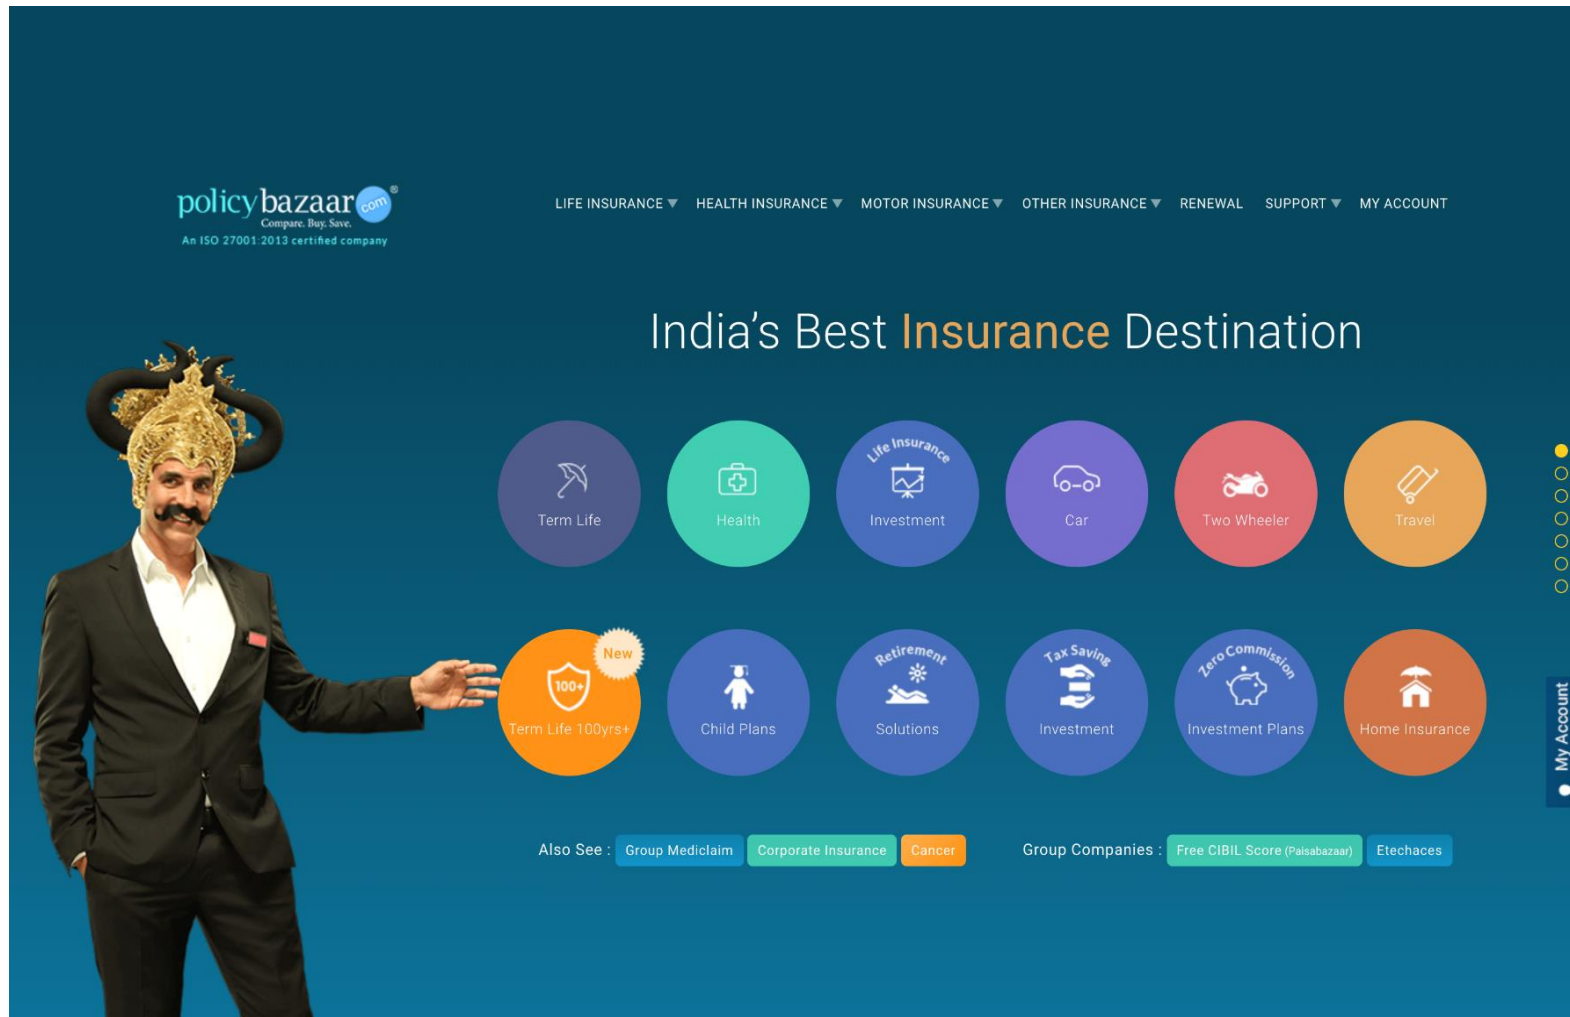 policybazaar.com®
Compare. Buy. Save.
An ISO 27001:2013 certified company
LIFE INSURANCE ▼ HEALTH INSURANCE ▼ MOTOR INSURANCE ▼ OTHER INSURANCE ▼ RENEWAL SUPPORT ▼ MY ACCOUNT
India's Best Insurance Destination
Term Life
Health
Life Insurance
Investment
Car
Two Wheeler
Travel
New
100+
Term Life 100yrs+
Child Plans
Retirement
Solutions
Tax Saving
Investment
Zero Commission
Investment Plans
Home Insurance
My Account
Also See : Group Mediclaim Corporate Insurance Cancer
Group Companies : Free CIBIL Score (Paisabazaar) Etechaces